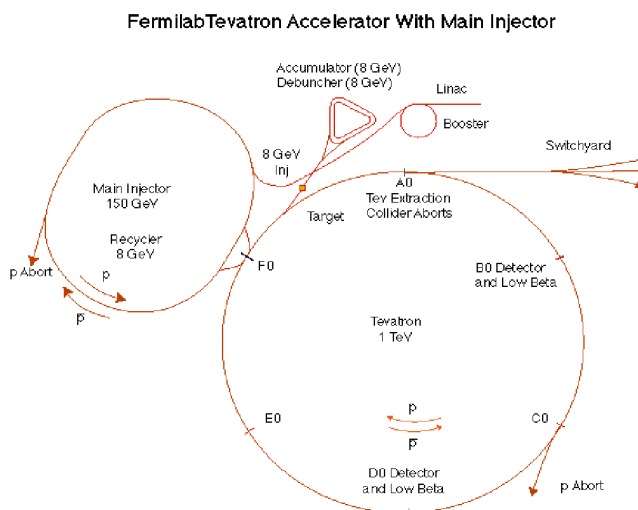 FermilabTevatron Accelerator With Main Injector
Accumulator (8 GeV)
Debuncher (8 GeV)
Linac
Booster
Switchyard
8 GeV
Inj
A0
Tev Extraction
Collider Aborts
Target
Main Injector
150 GeV
Recycler
8 GeV
p Abort
p
p̅
F0
B0 Detector
and Low Beta
Tevatron
1 TeV
E0
p
p̅
C0
D0 Detector
and Low Beta
p Abort